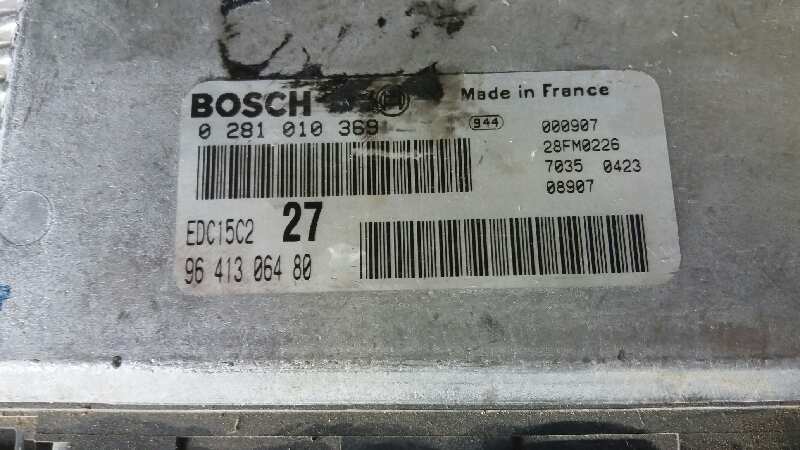 BOSCH Made in France
0 281 010 369 944 000907
28FM0226
7035 0423
08907
EDC15C2 27
96 413 064 80